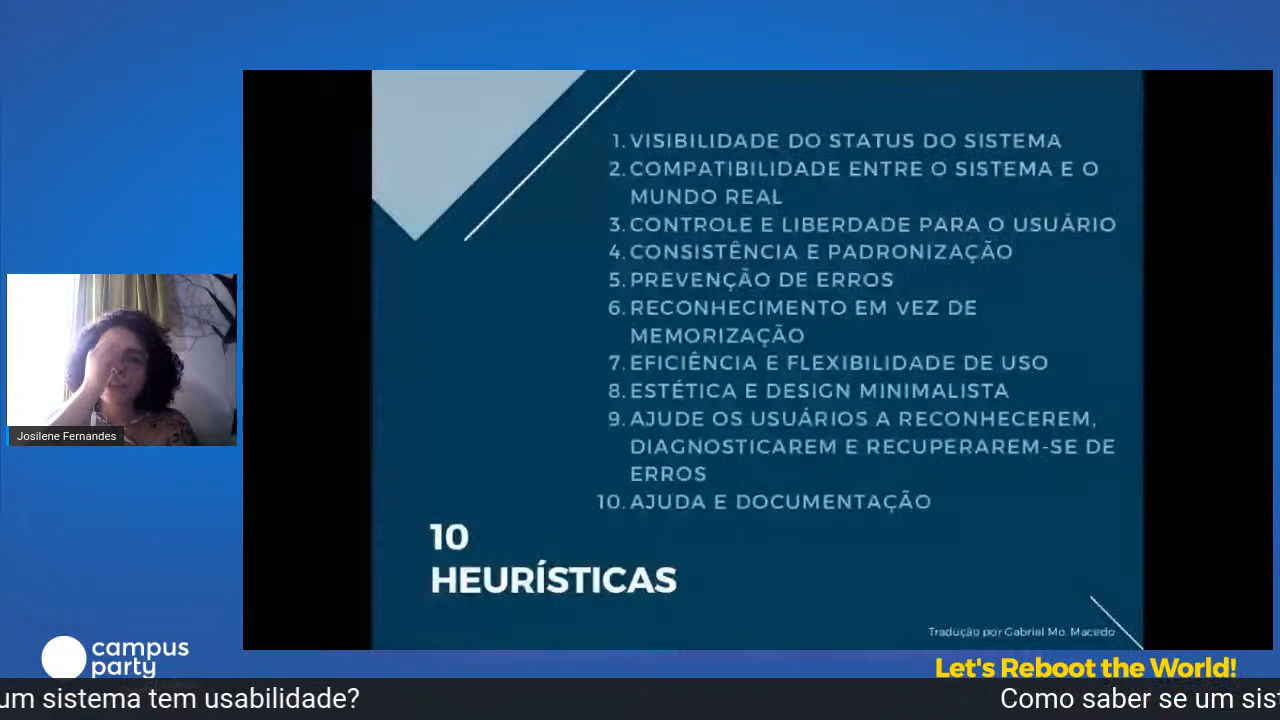 1. VISIBILIDADE DO STATUS DO SISTEMA
2. COMPATIBILIDADE ENTRE O SISTEMA E O
MUNDO REAL
3. CONTROLE E LIBERDADE PARA O USUÁRIO
4. CONSISTÊNCIA E PADRONIZAÇÃO
5. PREVENÇÃO DE ERROS
6. RECONHECIMENTO EM VEZ DE
MEMORIZAÇÃO
7. EFICIÊNCIA E FLEXIBILIDADE DE USO
8. ESTÉTICA E DESIGN MINIMALISTA
9. AJUDE OS USUÁRIOS A RECONHECEREM,
DIAGNOSTICAREM E RECUPERAREM-SE DE
ERROS
10. AJUDA E DOCUMENTAÇÃO
10
HEURÍSTICAS
Tradução por Gabriel Mo. Macedo
Josilene Fernandes
campus
party
Let's Reboot the World!
um sistema tem usabilidade?
Como saber se um sis